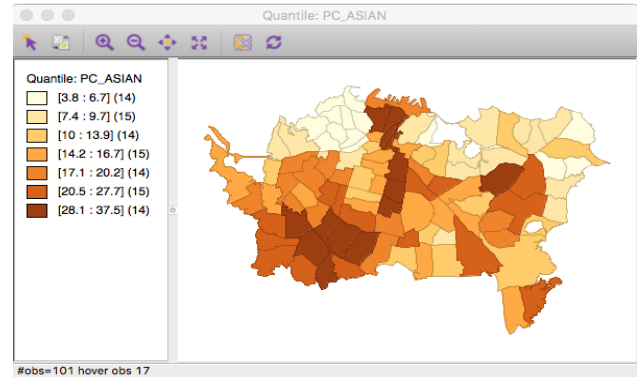 Quantile: PC_ASIAN
Quantile: PC_ASIAN
[3.8 : 6.7] (14)
[7.4 : 9.7] (15)
[10 : 13.9] (14)
[14.2 : 16.7] (15)
[17.1 : 20.2] (14)
[20.5 : 27.7] (15)
[28.1 : 37.5] (14)
#obs=101 hover obs 17